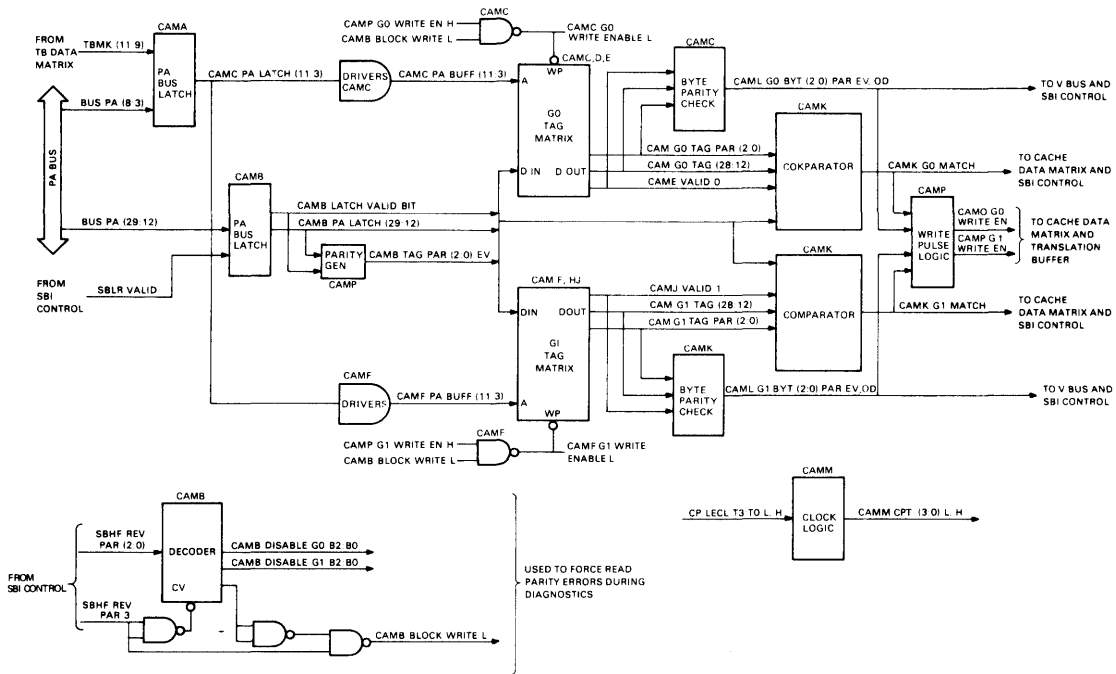 FROM
TB DATA
MATRIX
TBMK (11 9)
CAMA
PA
BUS
LATCH
BUS PA (8:3)
PA BUS
CAMC PA LATCH (11:3)
DRIVERS
CAMC
CAMC PA BUFF (11:3)
CAMP G0 WRITE EN H
CAMB BLOCK WRITE L
CAMC
CAMC G0
WRITE ENABLE L
CAMC, D, E
WP
A
G0
TAG
MATRIX
D IN
D OUT
CAMC
BYTE
PARITY
CHECK
CAML G0 BYT (2:0) PAR EV, OD
TO V BUS AND
SBI CONTROL
CAM G0 TAG PAR (2:0)
CAM G0 TAG (28:12)
CAME VALID 0
CAMK
COKPARATOR
CAMK G0 MATCH
TO CACHE
DATA MATRIX AND
SBI CONTROL
CAMP
WRITE
PULSE
LOGIC
CAMO G0
WRITE EN
CAMP G1
WRITE EN
TO CACHE DATA
MATRIX AND
TRANSLATION
BUFFER
BUS PA (29:12)
CAMB
PA
BUS
LATCH
CAMB LATCH VALID BIT
CAMB PA LATCH (29:12)
PARITY
GEN
CAMP
CAMB TAG PAR (2:0) EV
FROM
SBI
CONTROL
SBLR VALID
CAM F, HJ
DIN
DOUT
GI
TAG
MATRIX
A
WP
CAMJ VALID 1
CAM G1 TAG (28:12)
CAM G1 TAG PAR (2:0)
CAMK
COMPARATOR
CAMK G1 MATCH
TO CACHE
DATA MATRIX AND
SBI CONTROL
CAMK
BYTE
PARITY
CHECK
CAML G1 BYT (2:0) PAR EV, OD
TO V BUS AND
SBI CONTROL
CAMF
DRIVERS
CAMF PA BUFF (11:3)
CAMP G1 WRITE EN H
CAMB BLOCK WRITE L
CAMF
CAMF G1 WRITE
ENABLE L
FROM
SBI CONTROL
SBHF REV
PAR (2:0)
SBHF REV
PAR 3
CAMB
DECODER
CV
CAMB DISABLE G0 B2:B0
CAMB DISABLE G1 B2:B0
CAMB BLOCK WRITE L
USED TO FORCE READ
PARITY ERRORS DURING
DIAGNOSTICS
CP LECL T3 TO L. H
CAMM
CLOCK
LOGIC
CAMM CPT (3:0) L. H